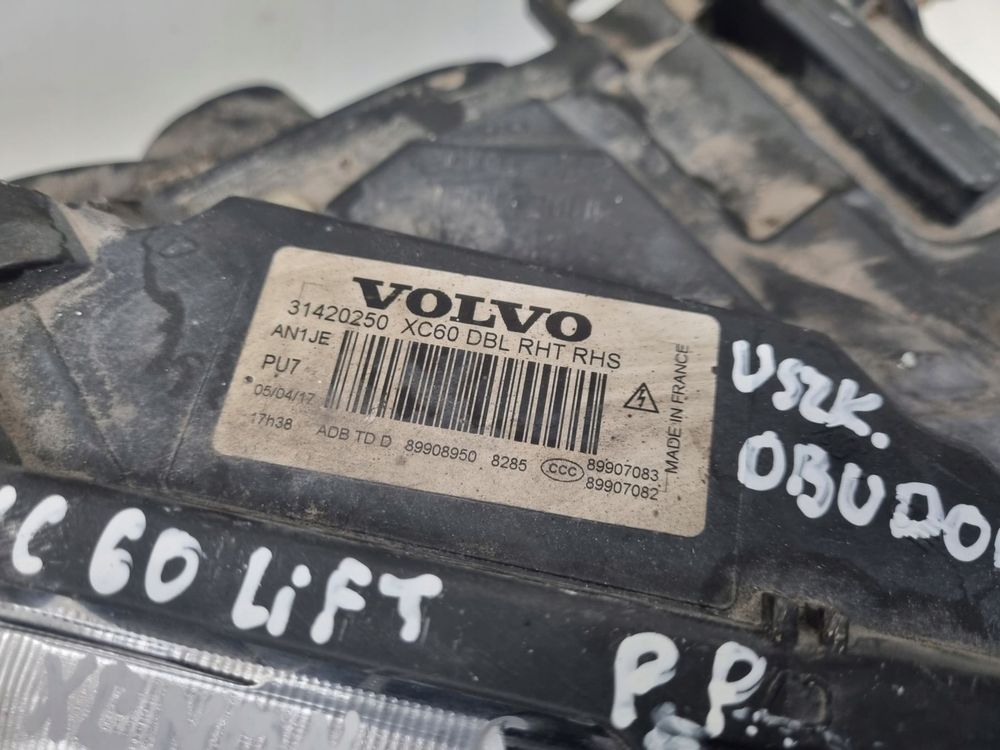 VOLVO
31420250 XC60 DBL RHT RHS
AN1JE
PU7
05/04/17
17h38 ADB TD D 89908950 8285 CCC 89907083
89907082
MADE IN FRANCE
USZK.
OBUDO
XC 60 LiFT
P.P.